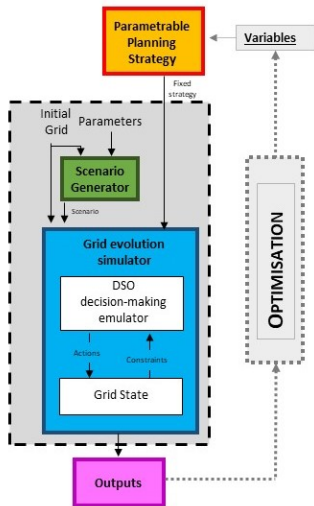 Parametrable
Planning
Strategy
Variables
Fixed
strategy
Initial
Grid
Parameters
Scenario
Generator
Scenario
Grid evolution
simulator
DSO
decision-making
emulator
Actions
Constraints
Grid State
Outputs
OPTIMISATION